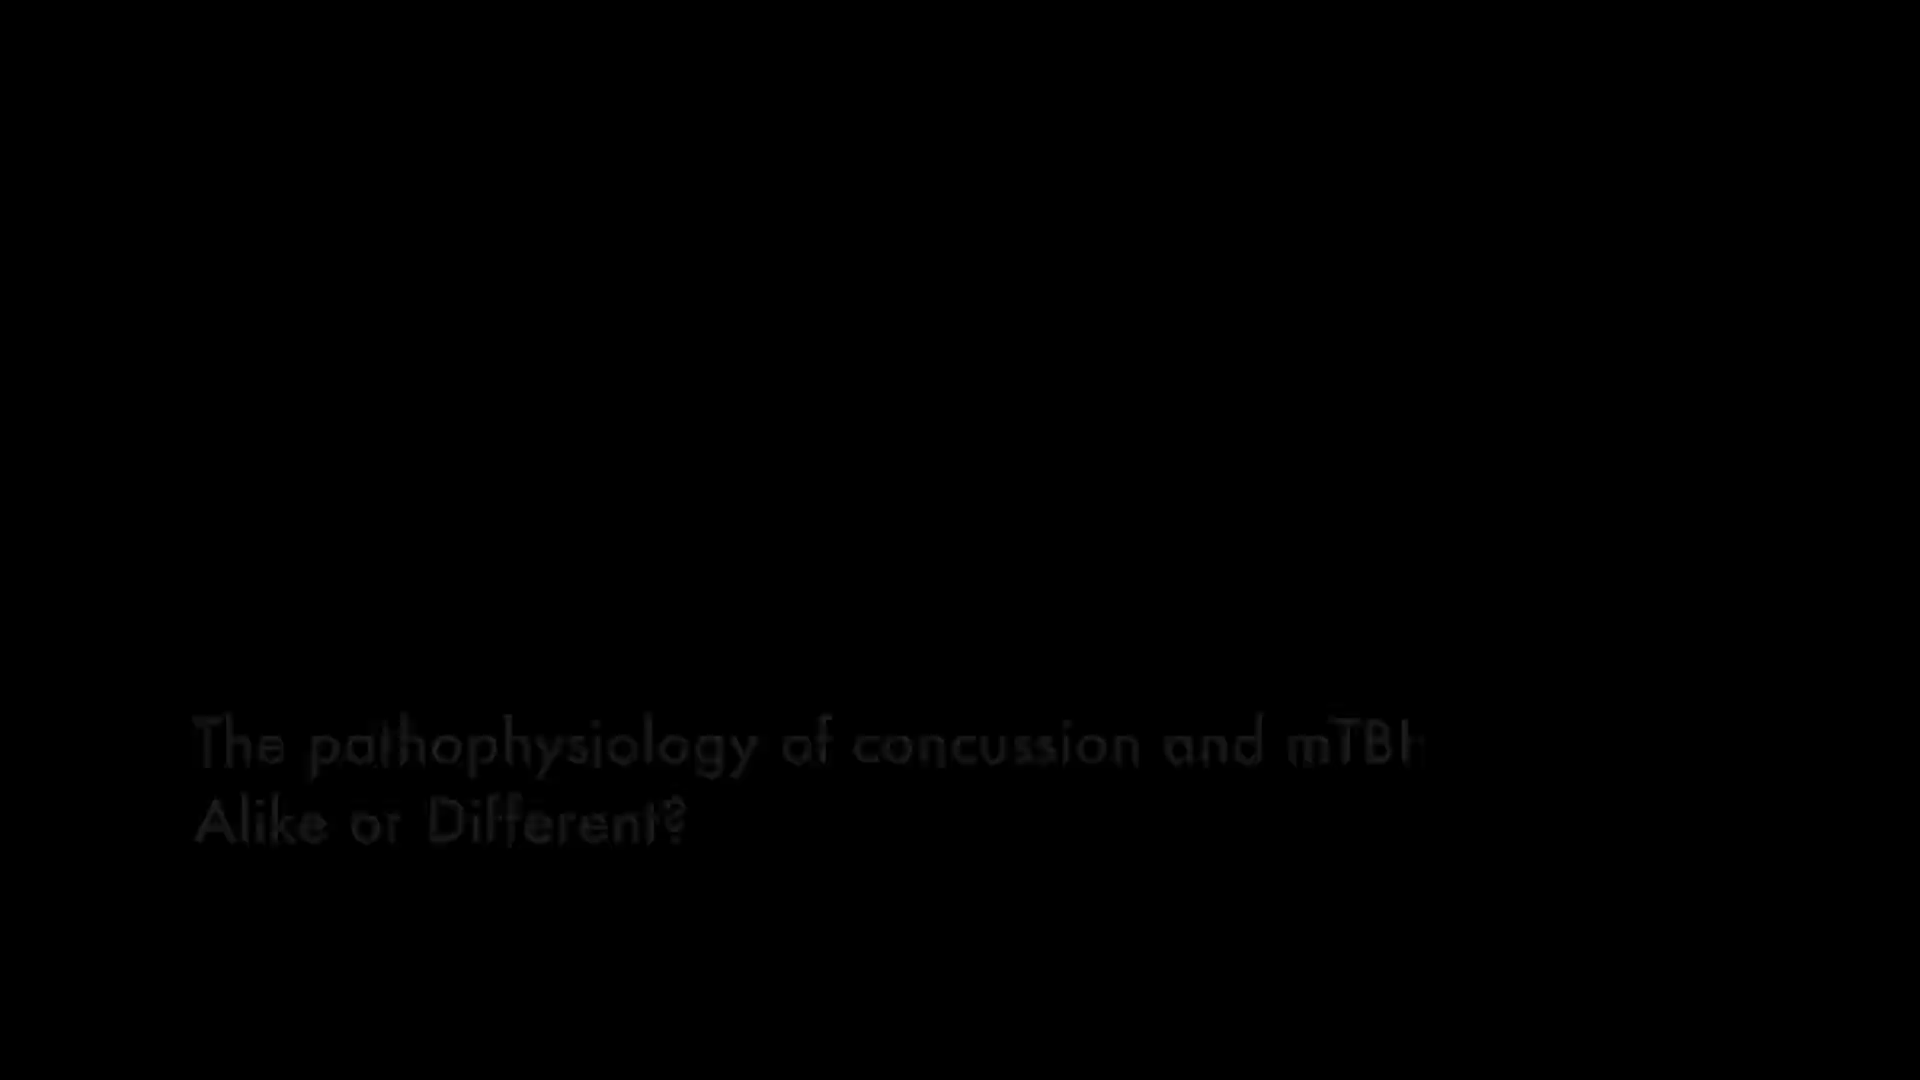 The pathophysiology of concussion and mTBI:
Alike or Different?